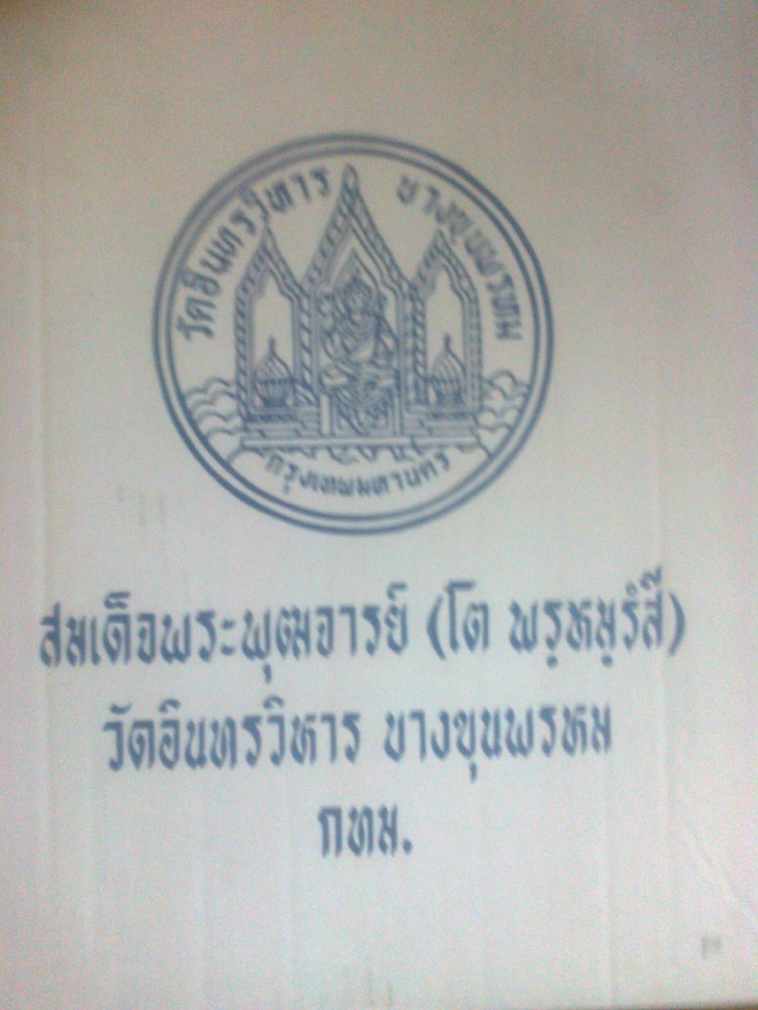 วัดอินทรวิหาร บางขุนพรหม
กรุงเทพมหานคร
สมเด็จพระพุฒจารย์ (โต พฺรหฺมรํสี)
วัดอินทรวิหาร บางขุนพรหม
กทม.